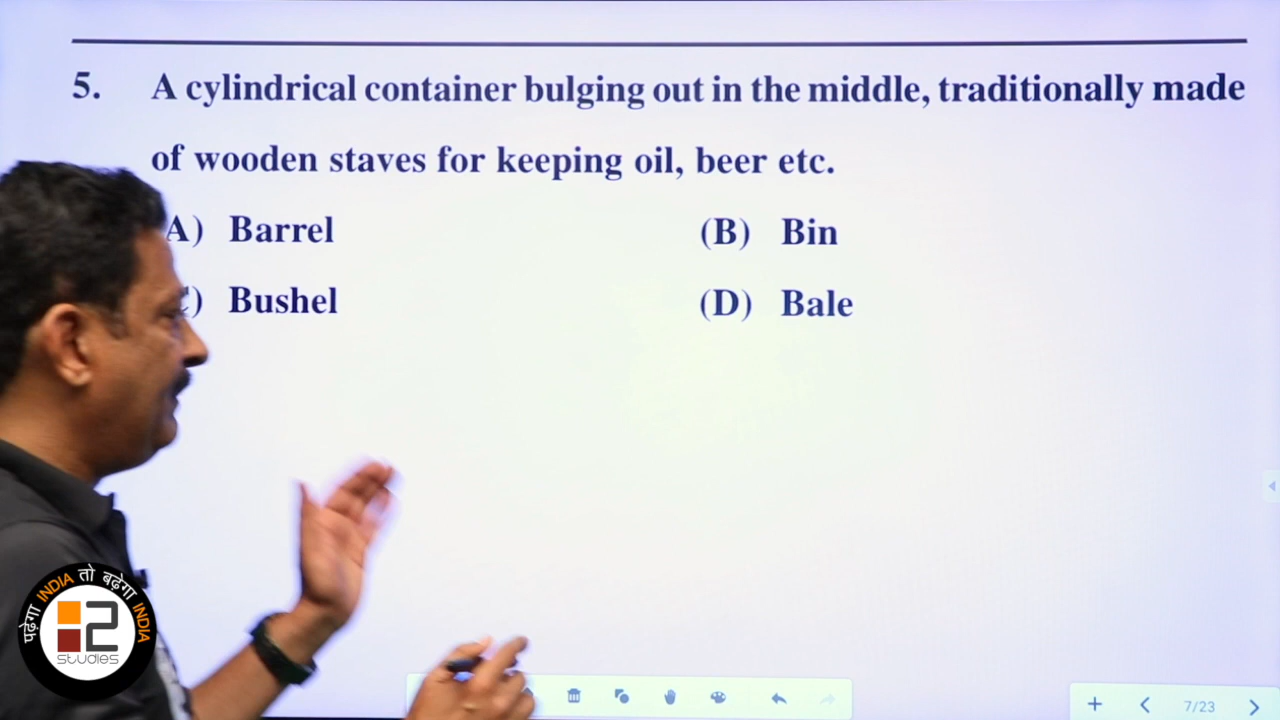 5. A cylindrical container bulging out in the middle, traditionally made
of wooden staves for keeping oil, beer etc.
A) Barrel (B) Bin
) Bushel (D) Bale
पढ़ेगा INDIA तो बढ़ेगा INDIA
2
studies
7/23